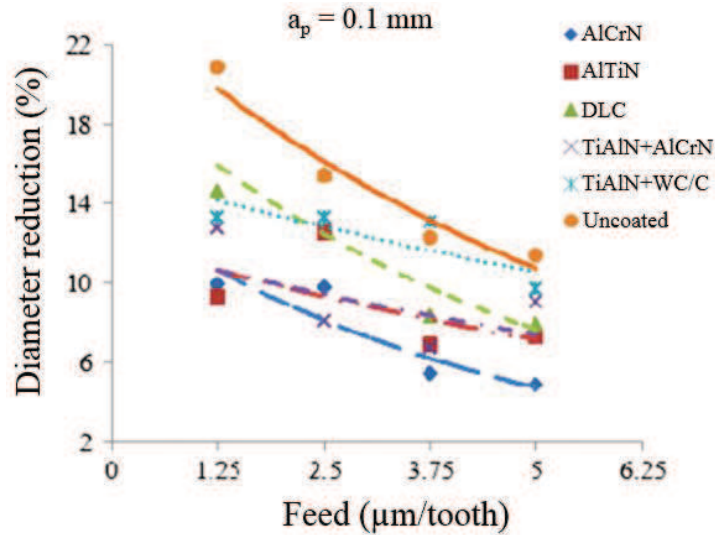 aₚ = 0.1 mm
Diameter reduction (%)
22
18
14
10
6
2
0
1.25
2.5
3.75
5
6.25
Feed (µm/tooth)
AlCrN
AlTiN
DLC
TiAlN+AlCrN
TiAlN+WC/C
Uncoated